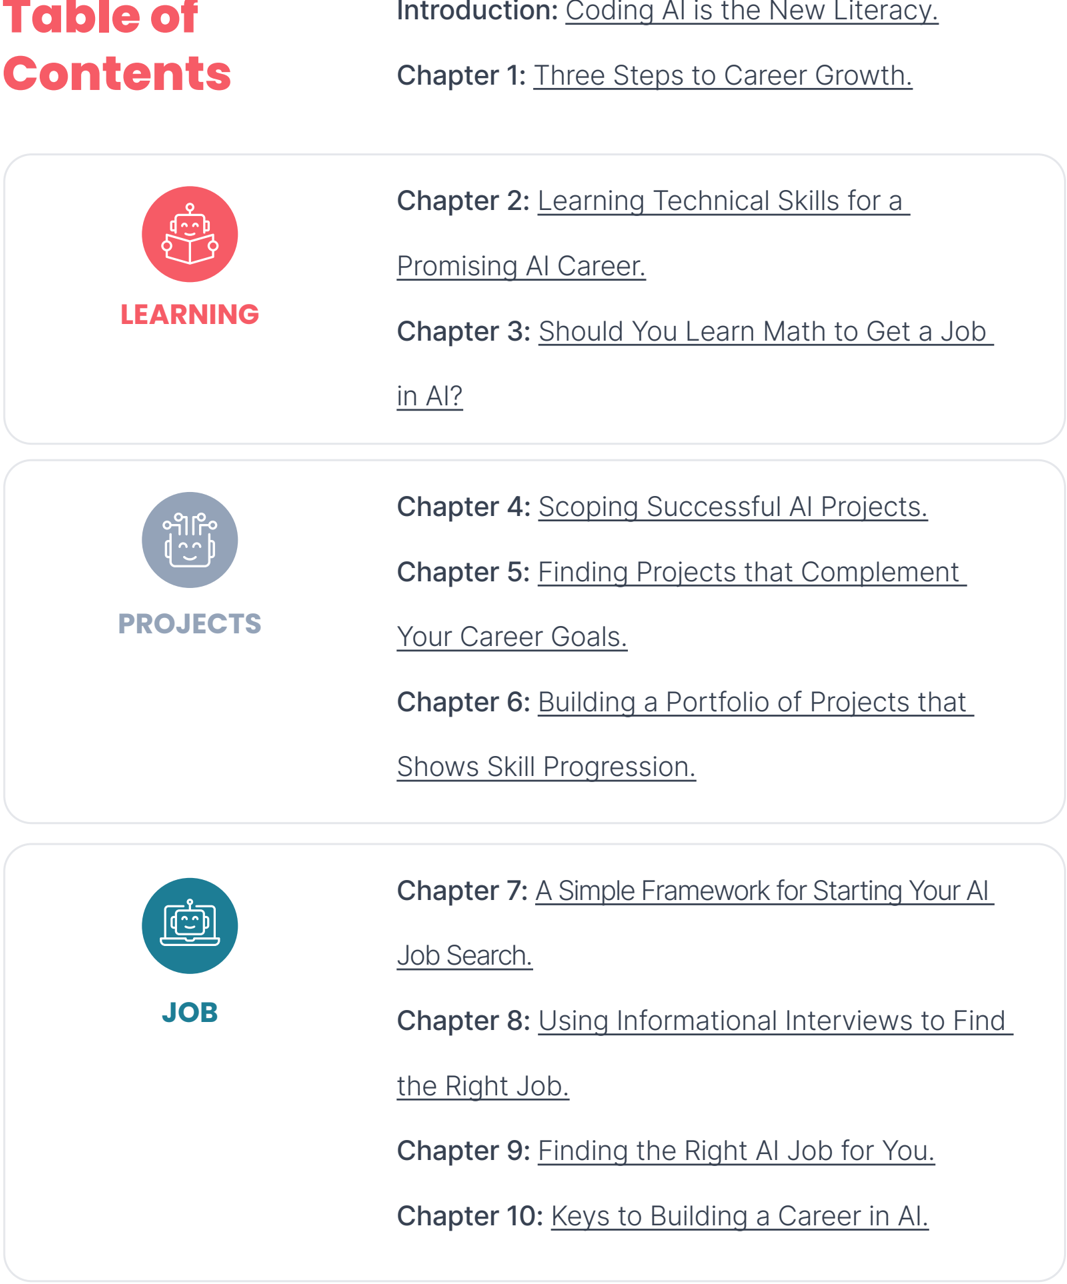 Table of
Contents
Introduction: Coding AI is the New Literacy.
Chapter 1: Three Steps to Career Growth.
LEARNING
Chapter 2: Learning Technical Skills for a
Promising AI Career.
Chapter 3: Should You Learn Math to Get a Job
in AI?
PROJECTS
Chapter 4: Scoping Successful AI Projects.
Chapter 5: Finding Projects that Complement
Your Career Goals.
Chapter 6: Building a Portfolio of Projects that
Shows Skill Progression.
JOB
Chapter 7: A Simple Framework for Starting Your AI
Job Search.
Chapter 8: Using Informational Interviews to Find
the Right Job.
Chapter 9: Finding the Right AI Job for You.
Chapter 10: Keys to Building a Career in AI.